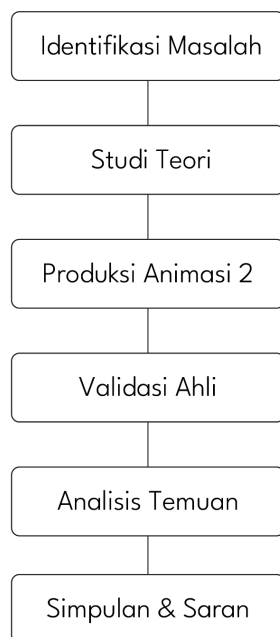 Identifikasi Masalah
Studi Teori
Produksi Animasi 2
Validasi Ahli
Analisis Temuan
Simpulan & Saran